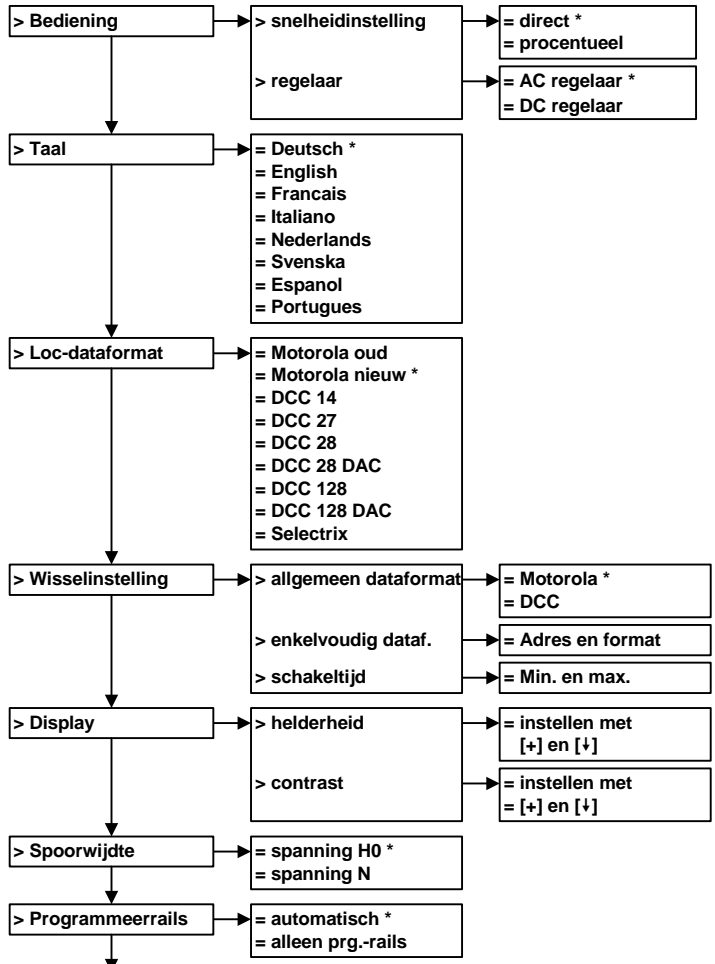 > Bediening
> snelheidinstelling
= direct *
= procentueel
> regelaar
= AC regelaar *
= DC regelaar
> Taal
= Deutsch *
= English
= Francais
= Italiano
= Nederlands
= Svenska
= Espanol
= Portugues
> Loc-dataformat
= Motorola oud
= Motorola nieuw *
= DCC 14
= DCC 27
= DCC 28
= DCC 28 DAC
= DCC 128
= DCC 128 DAC
= Selectrix
> Wisselinstelling
> allgemeen dataformat
= Motorola *
= DCC
> enkelvoudig dataf.
= Adres en format
> schakeltijd
= Min. en max.
> Display
> helderheid
= instellen met
[+] en [↓]
> contrast
= instellen met
= [+] en [↓]
> Spoorwijdte
= spanning H0 *
= spanning N
> Programmeerrails
= automatisch *
= alleen prg.-rails